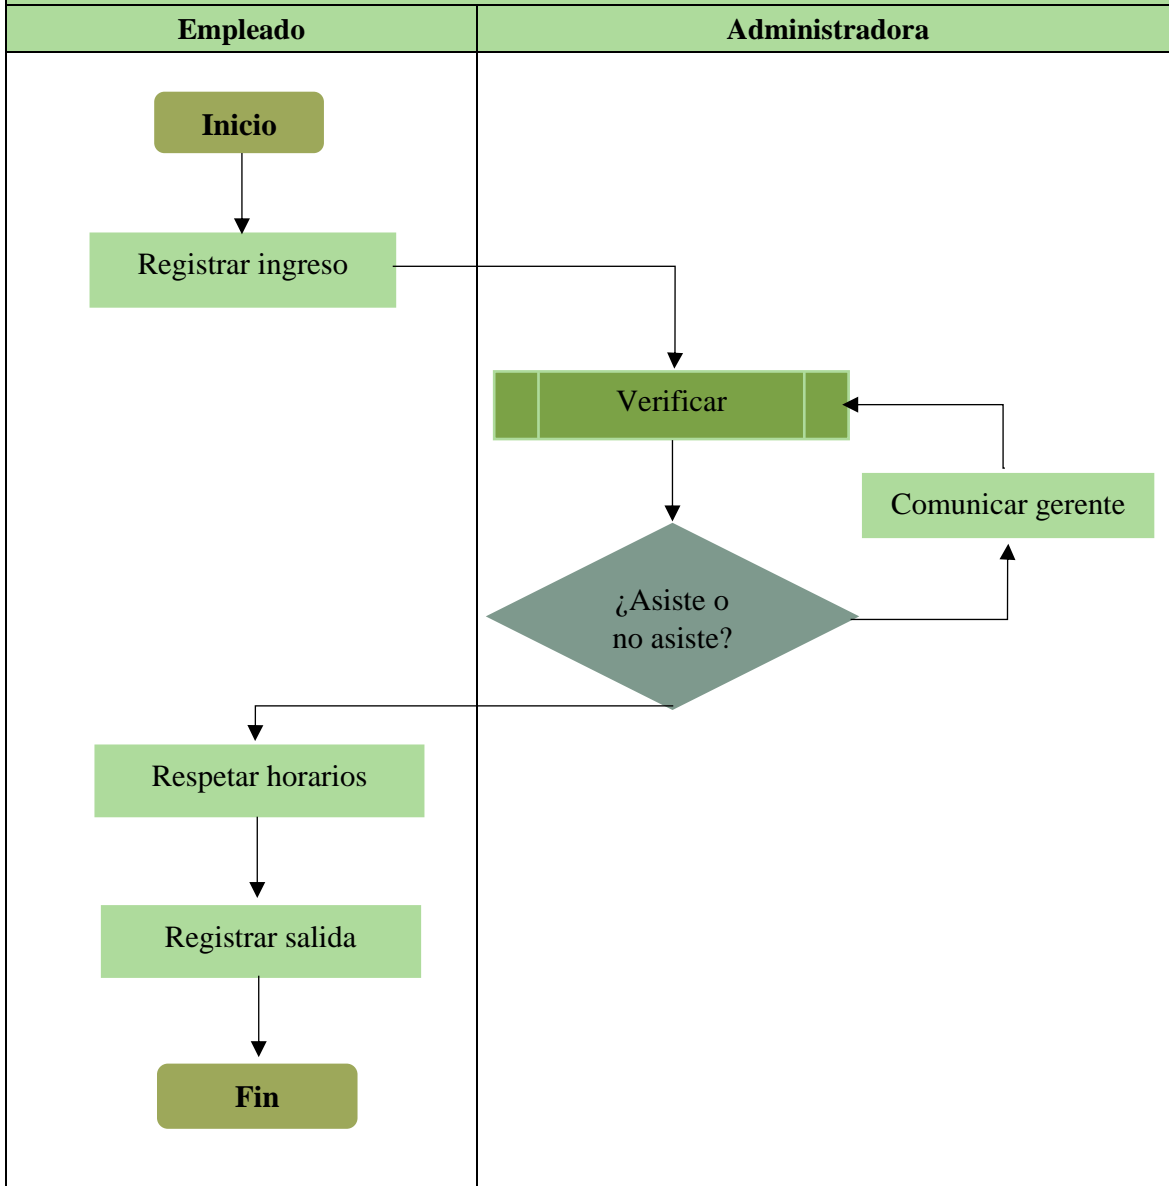 Empleado
Administradora
Inicio
Registrar ingreso
Verificar
Comunicar gerente
¿Asiste o
no asiste?
Respetar horarios
Registrar salida
Fin